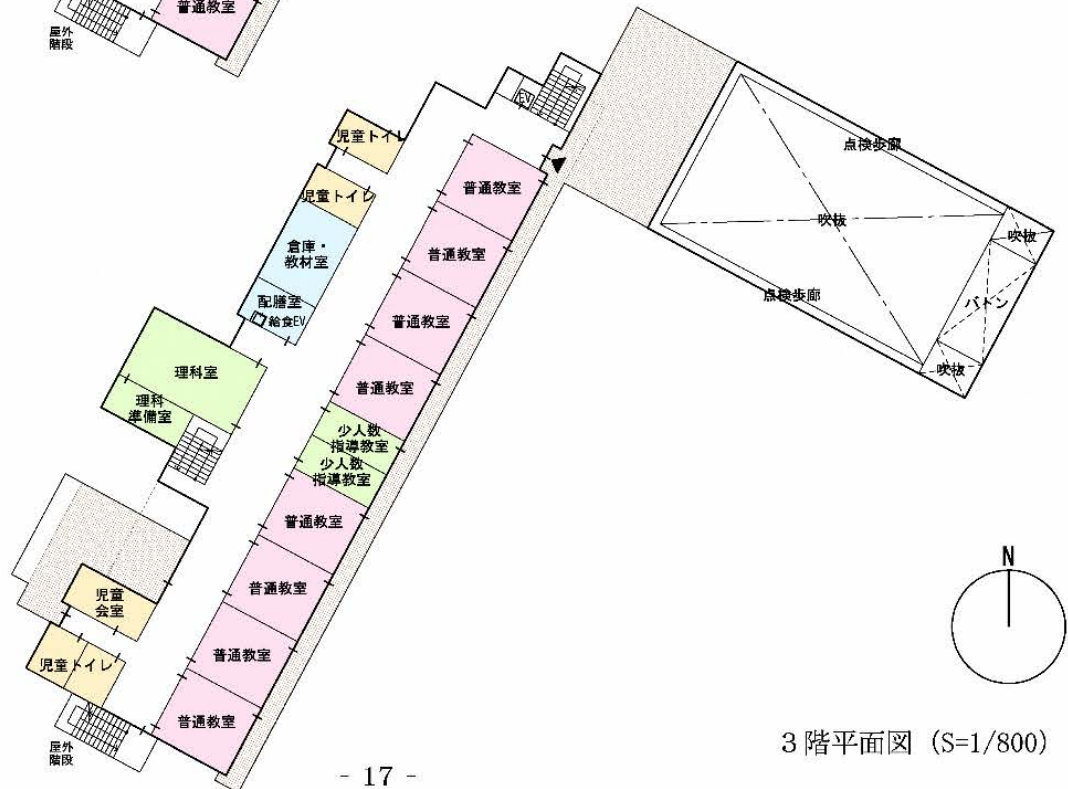 普通教室
屋外
階段
EV
児童トイレ
点検歩廊
普通教室
児童トイレ
吹抜
吹抜
倉庫・
教材室
普通教室
配膳室
給食EV
点検歩廊
バトン
普通教室
吹抜
理科室
普通教室
理科
準備室
少人数
指導教室
少人数
指導教室
普通教室
N
普通教室
児童
会室
普通教室
児童トイレ
普通教室
屋外
階段
3階平面図 (S=1/800)
- 17 -